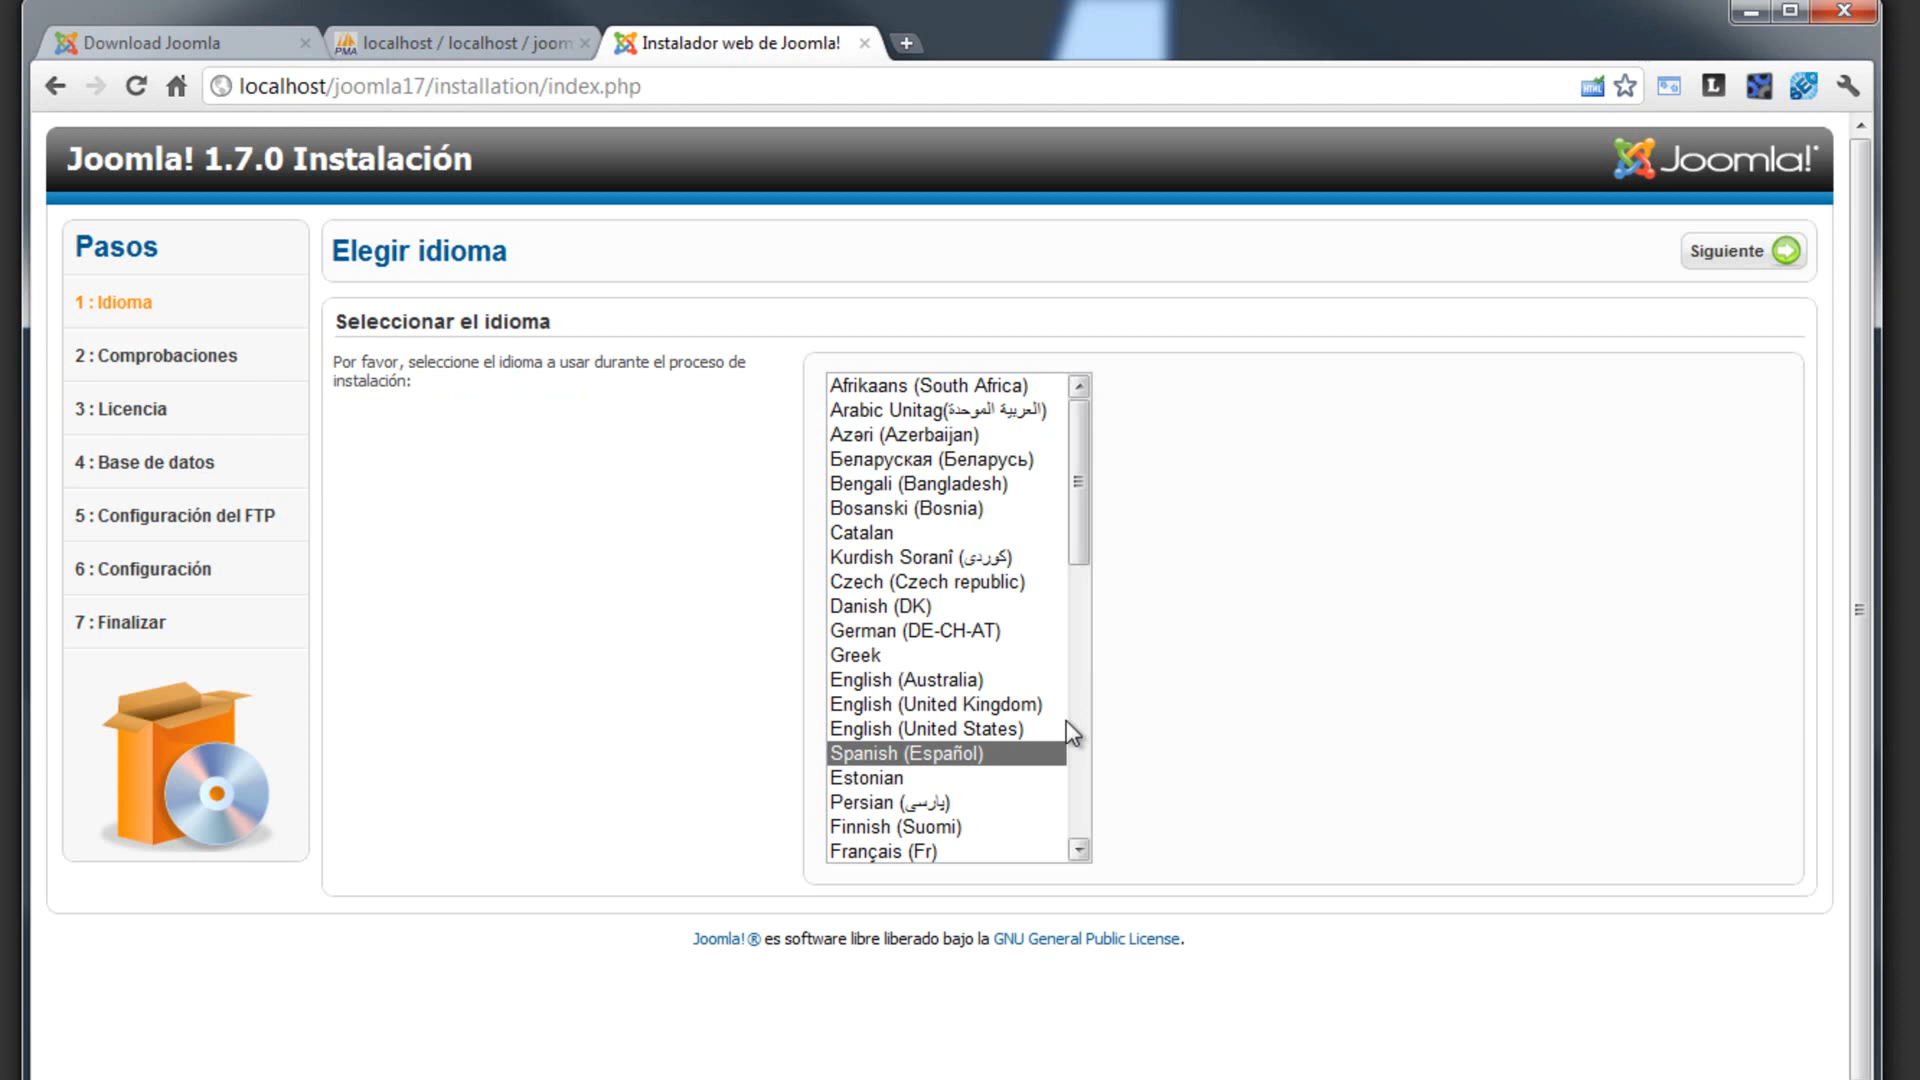 Download Joomla
localhost / localhost / joom
Instalador web de Joomla!
localhost/joomla17/installation/index.php
Joomla! 1.7.0 Instalación
Joomla!
Pasos
1 : Idioma
2 : Comprobaciones
3 : Licencia
4 : Base de datos
5 : Configuración del FTP
6 : Configuración
7 : Finalizar
Elegir idioma
Siguiente
Seleccionar el idioma
Por favor, seleccione el idioma a usar durante el proceso de
instalación:
Afrikaans (South Africa)
Arabic Unitag(العربية الموحدة)
Azəri (Azerbaijan)
Беларуская (Беларусь)
Bengali (Bangladesh)
Bosanski (Bosnia)
Catalan
Kurdish Soranî (کوردی)
Czech (Czech republic)
Danish (DK)
German (DE-CH-AT)
Greek
English (Australia)
English (United Kingdom)
English (United States)
Spanish (Español)
Estonian
Persian (پارسی)
Finnish (Suomi)
Français (Fr)
Joomla! ® es software libre liberado bajo la GNU General Public License.